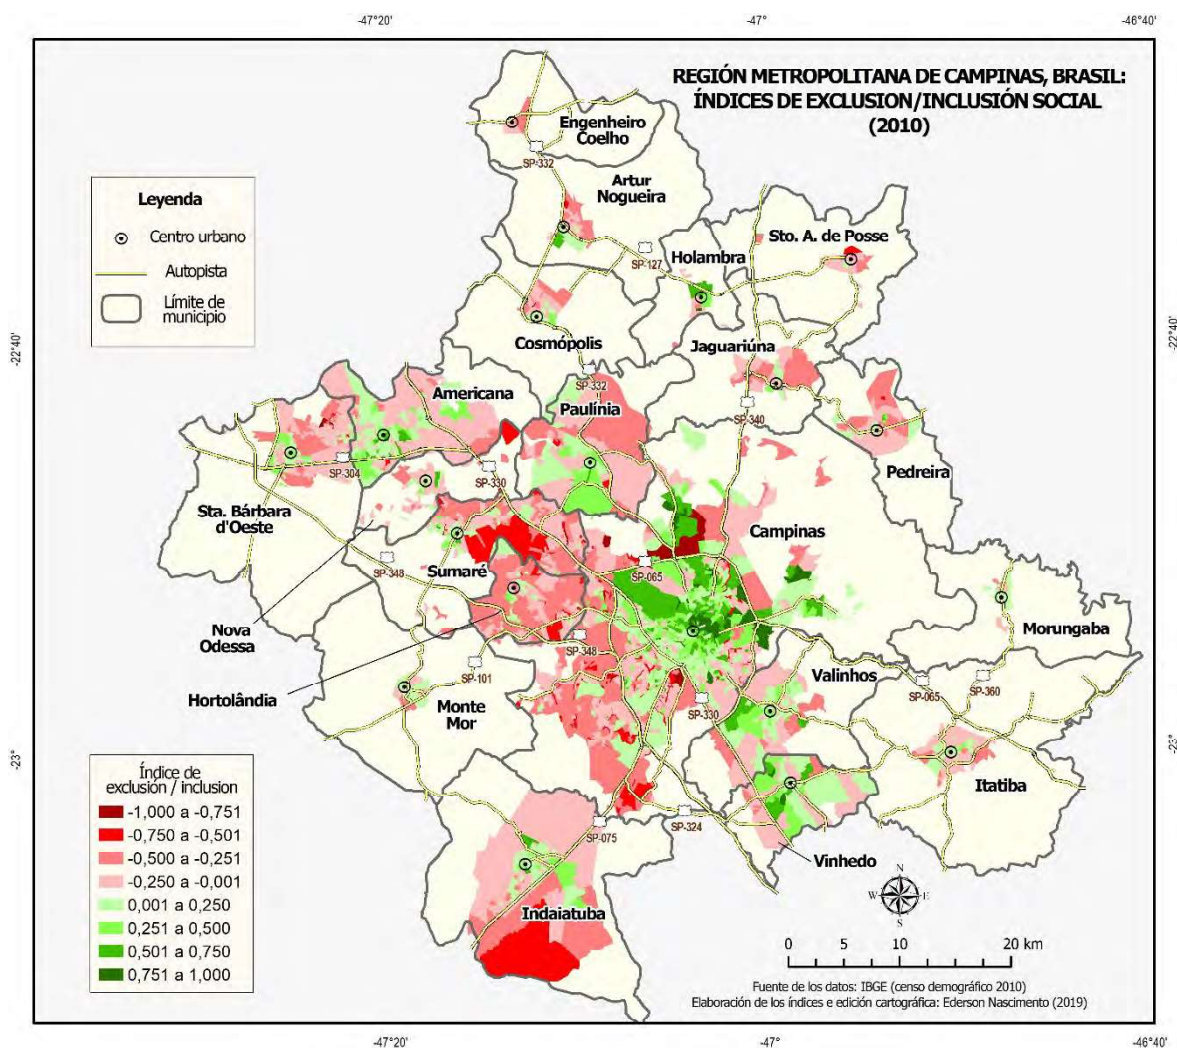 -47°20'
-47°
-46°40'
REGIÓN METROPOLITANA DE CAMPINAS, BRASIL:
ÍNDICES DE EXCLUSION/INCLUSIÓN SOCIAL
(2010)
Engenheiro
Coelho
SP-332
Artur
Nogueira
Leyenda
Centro urbano
Autopista
Límite de
municipio
Sto. A. de Posse
Holambra
SP-127
Cosmópolis
Jaguariúna
-22°40'
-22°40'
SP-332
Americana
Paulínia
SP-340
Pedreira
SP-304
SP-330
Sta. Bárbara
d'Oeste
Campinas
SP-348
Sumaré
SP-065
Nova
Odessa
Morungaba
SP-348
SP-101
Valinhos
SP-065
SP-360
Hortolândia
Monte
Mor
SP-330
-23°
-23°
Itatiba
Índice de
exclusión / inclusion
-1,000 a -0,751
-0,750 a -0,501
-0,500 a -0,251
-0,250 a -0,001
0,001 a 0,250
0,251 a 0,500
0,501 a 0,750
0,751 a 1,000
SP-075
SP-324
Vinhedo
Indaiatuba
N
W
E
S
0 5 10 20 km
Fuente de los datos: IBGE (censo demográfico 2010)
Elaboración de los índices e edición cartográfica: Ederson Nascimento (2019)
-47°20'
-47°
-46°40'